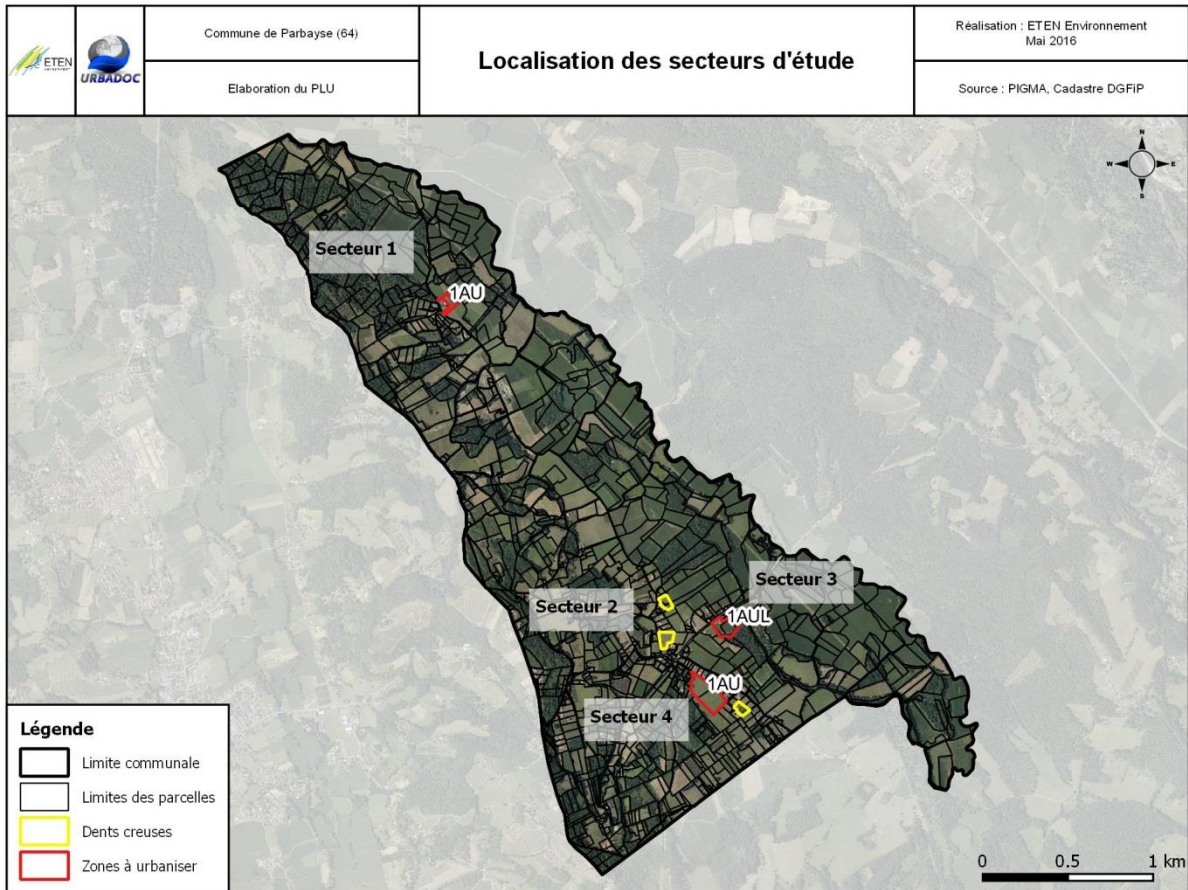 ETEN
URBADOC
Commune de Parbayse (64)
Elaboration du PLU
Localisation des secteurs d'étude
Réalisation : ETEN Environnement
Mai 2016
Source : PIGMA, Cadastre DGFiP
N
W
E
S
Secteur 1
1AU
Secteur 3
Secteur 2
1AUL
1AU
Secteur 4
Légende
Limite communale
Limites des parcelles
Dents creuses
Zones à urbaniser
0 0.5 1 km